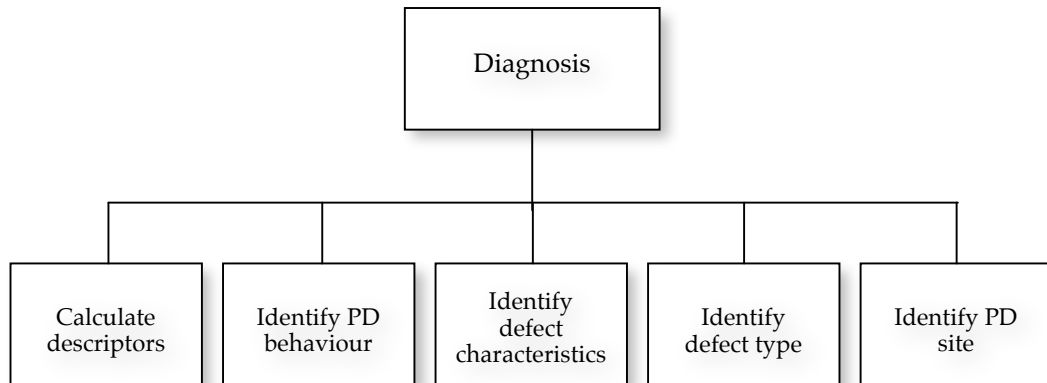 Diagnosis
Calculate
descriptors
Identify PD
behaviour
Identify
defect
characteristics
Identify
defect type
Identify PD
site